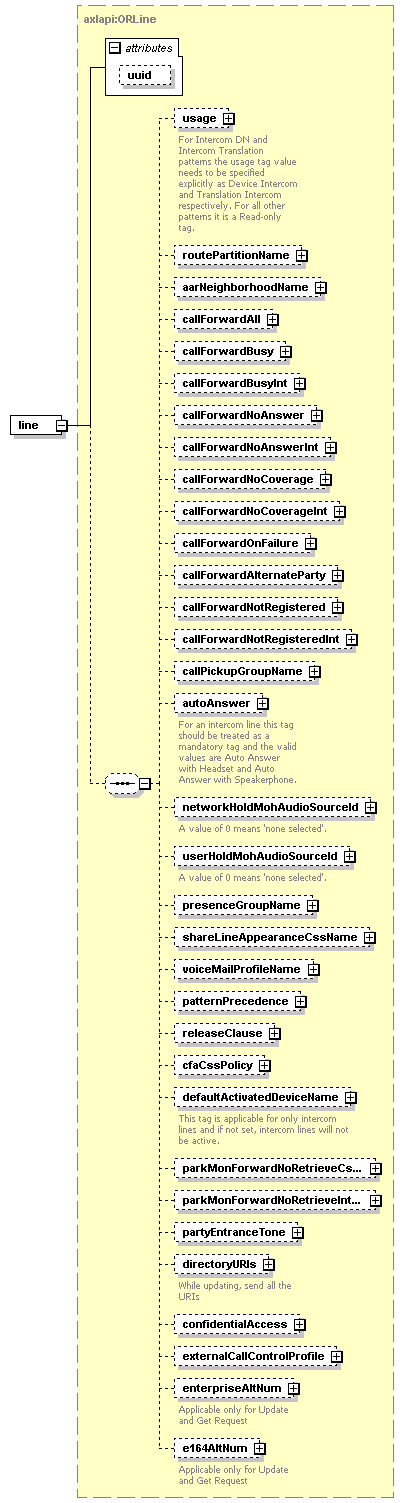 axlapi:ORLine
attributes
uuid
usage
For Intercom DN and
Intercom Translation
patterns the usage tag value
needs to be specified
explicitly as Device Intercom
and Translation Intercom
respectively. For all other
patterns it is a Read-only
tag.
routePartitionName
aarNeighborhoodName
callForwardAll
callForwardBusy
callForwardBusyInt
callForwardNoAnswer
line
callForwardNoAnswerInt
callForwardNoCoverage
callForwardNoCoverageInt
callForwardOnFailure
callForwardAlternateParty
callForwardNotRegistered
callForwardNotRegisteredInt
callPickupGroupName
autoAnswer
For an intercom line this tag
should be treated as a
mandatory tag and the valid
values are Auto Answer
with Headset and Auto
Answer with Speakerphone.
networkHoldMohAudioSourceId
A value of 0 means 'none selected'.
userHoldMohAudioSourceId
A value of 0 means 'none selected'.
presenceGroupName
shareLineAppearanceCssName
voiceMailProfileName
patternPrecedence
releaseClause
cfaCssPolicy
defaultActivatedDeviceName
This tag is applicable for only intercom
lines and if not set, intercom lines will not
be active.
parkMonForwardNoRetrieveCs...
parkMonForwardNoRetrieveInt...
partyEntranceTone
directoryURIs
While updating, send all the
URIs
confidentialAccess
externalCallControlProfile
enterpriseAltNum
Applicable only for Update
and Get Request
e164AltNum
Applicable only for Update
and Get Request